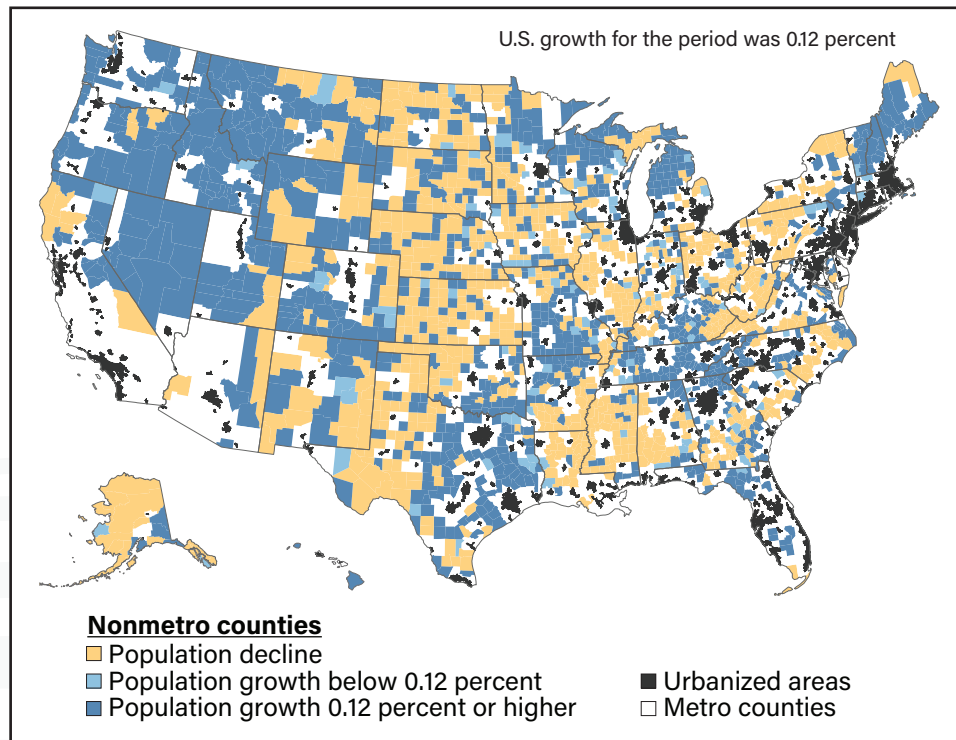 U.S. growth for the period was 0.12 percent
Nonmetro counties
Population decline
Population growth below 0.12 percent
Population growth 0.12 percent or higher
Urbanized areas
Metro counties